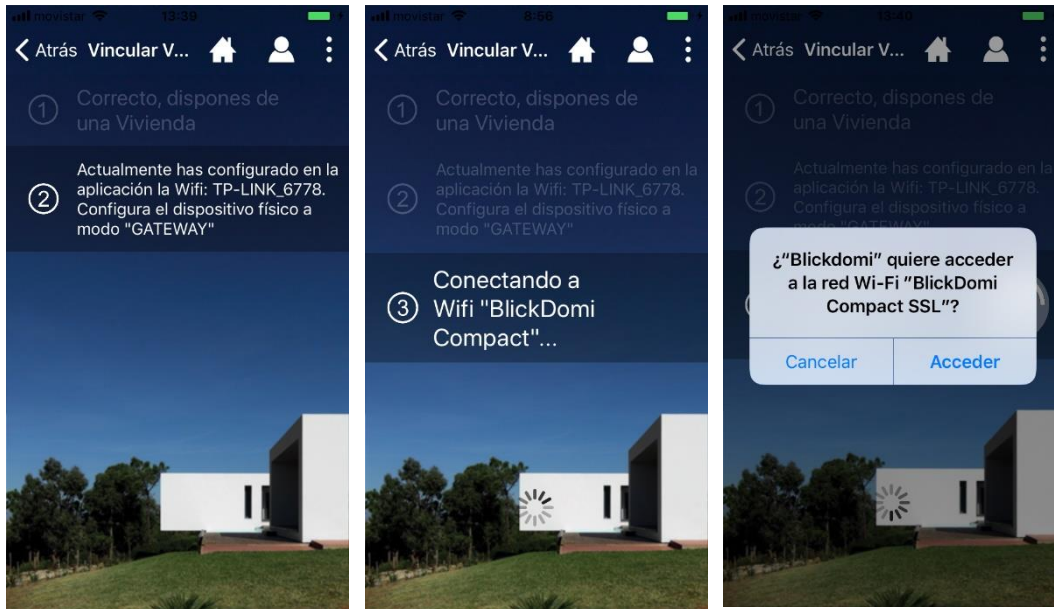 movistar 13:39
Atrás Vincular V...
1 Correcto, dispones de
una Vivienda
2 Actualmente has configurado en la
aplicación la Wifi: TP-LINK_6778.
Configura el dispositivo físico a
modo "GATEWAY"
movistar 8:56
Atrás Vincular V...
1 Correcto, dispones de
una Vivienda
2 Actualmente has configurado en la
aplicación la Wifi: TP-LINK_6778.
Configura el dispositivo físico a
modo "GATEWAY"
3 Conectando a
Wifi "BlickDomi
Compact"...
movistar 13:40
Atrás Vincular V...
1 Correcto, dispones de
una Vivienda
2 Actualmente has configurado en la
aplicación la Wifi: TP-LINK_6778.
Configura el dispositivo físico a
modo "GATEWAY"
¿"Blickdomi" quiere acceder
a la red Wi-Fi "BlickDomi
Compact SSL"?
Cancelar Acceder